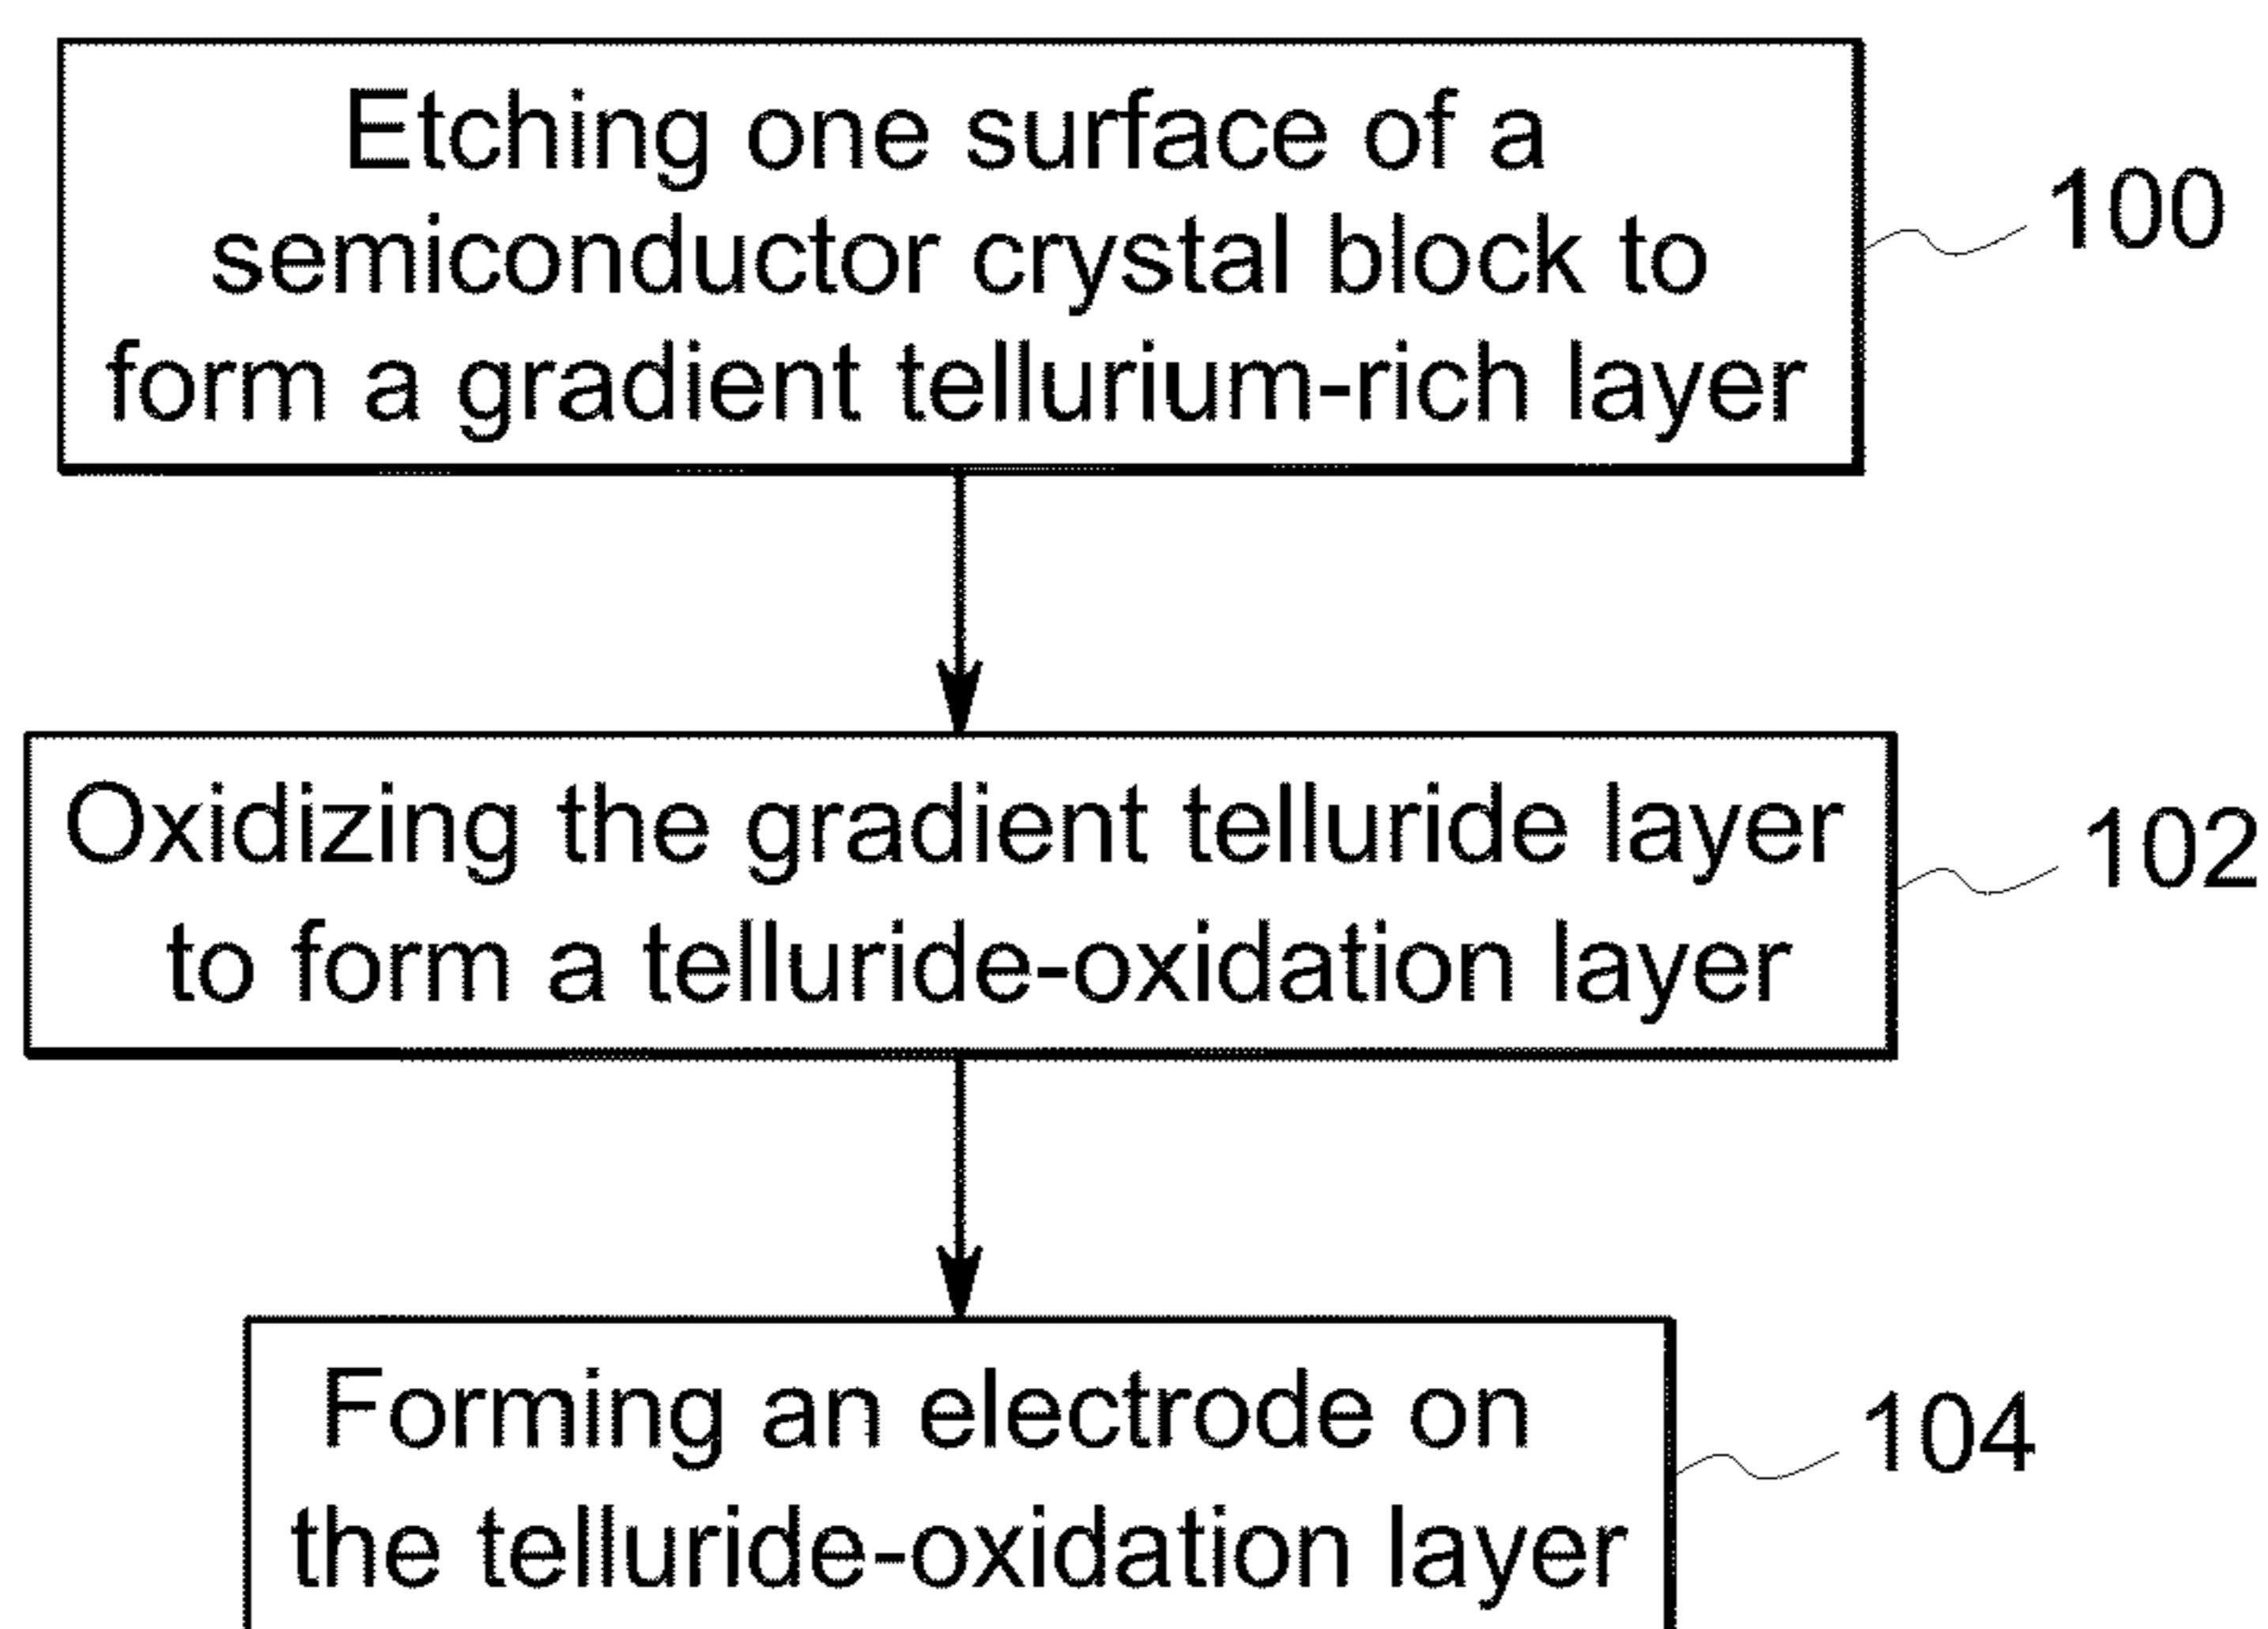 Etching one surface of a
semiconductor crystal block to
form a gradient tellurium-rich layer
100
Oxidizing the gradient telluride layer
to form a telluride-oxidation layer
102
Forming an electrode on
the telluride-oxidation layer
104